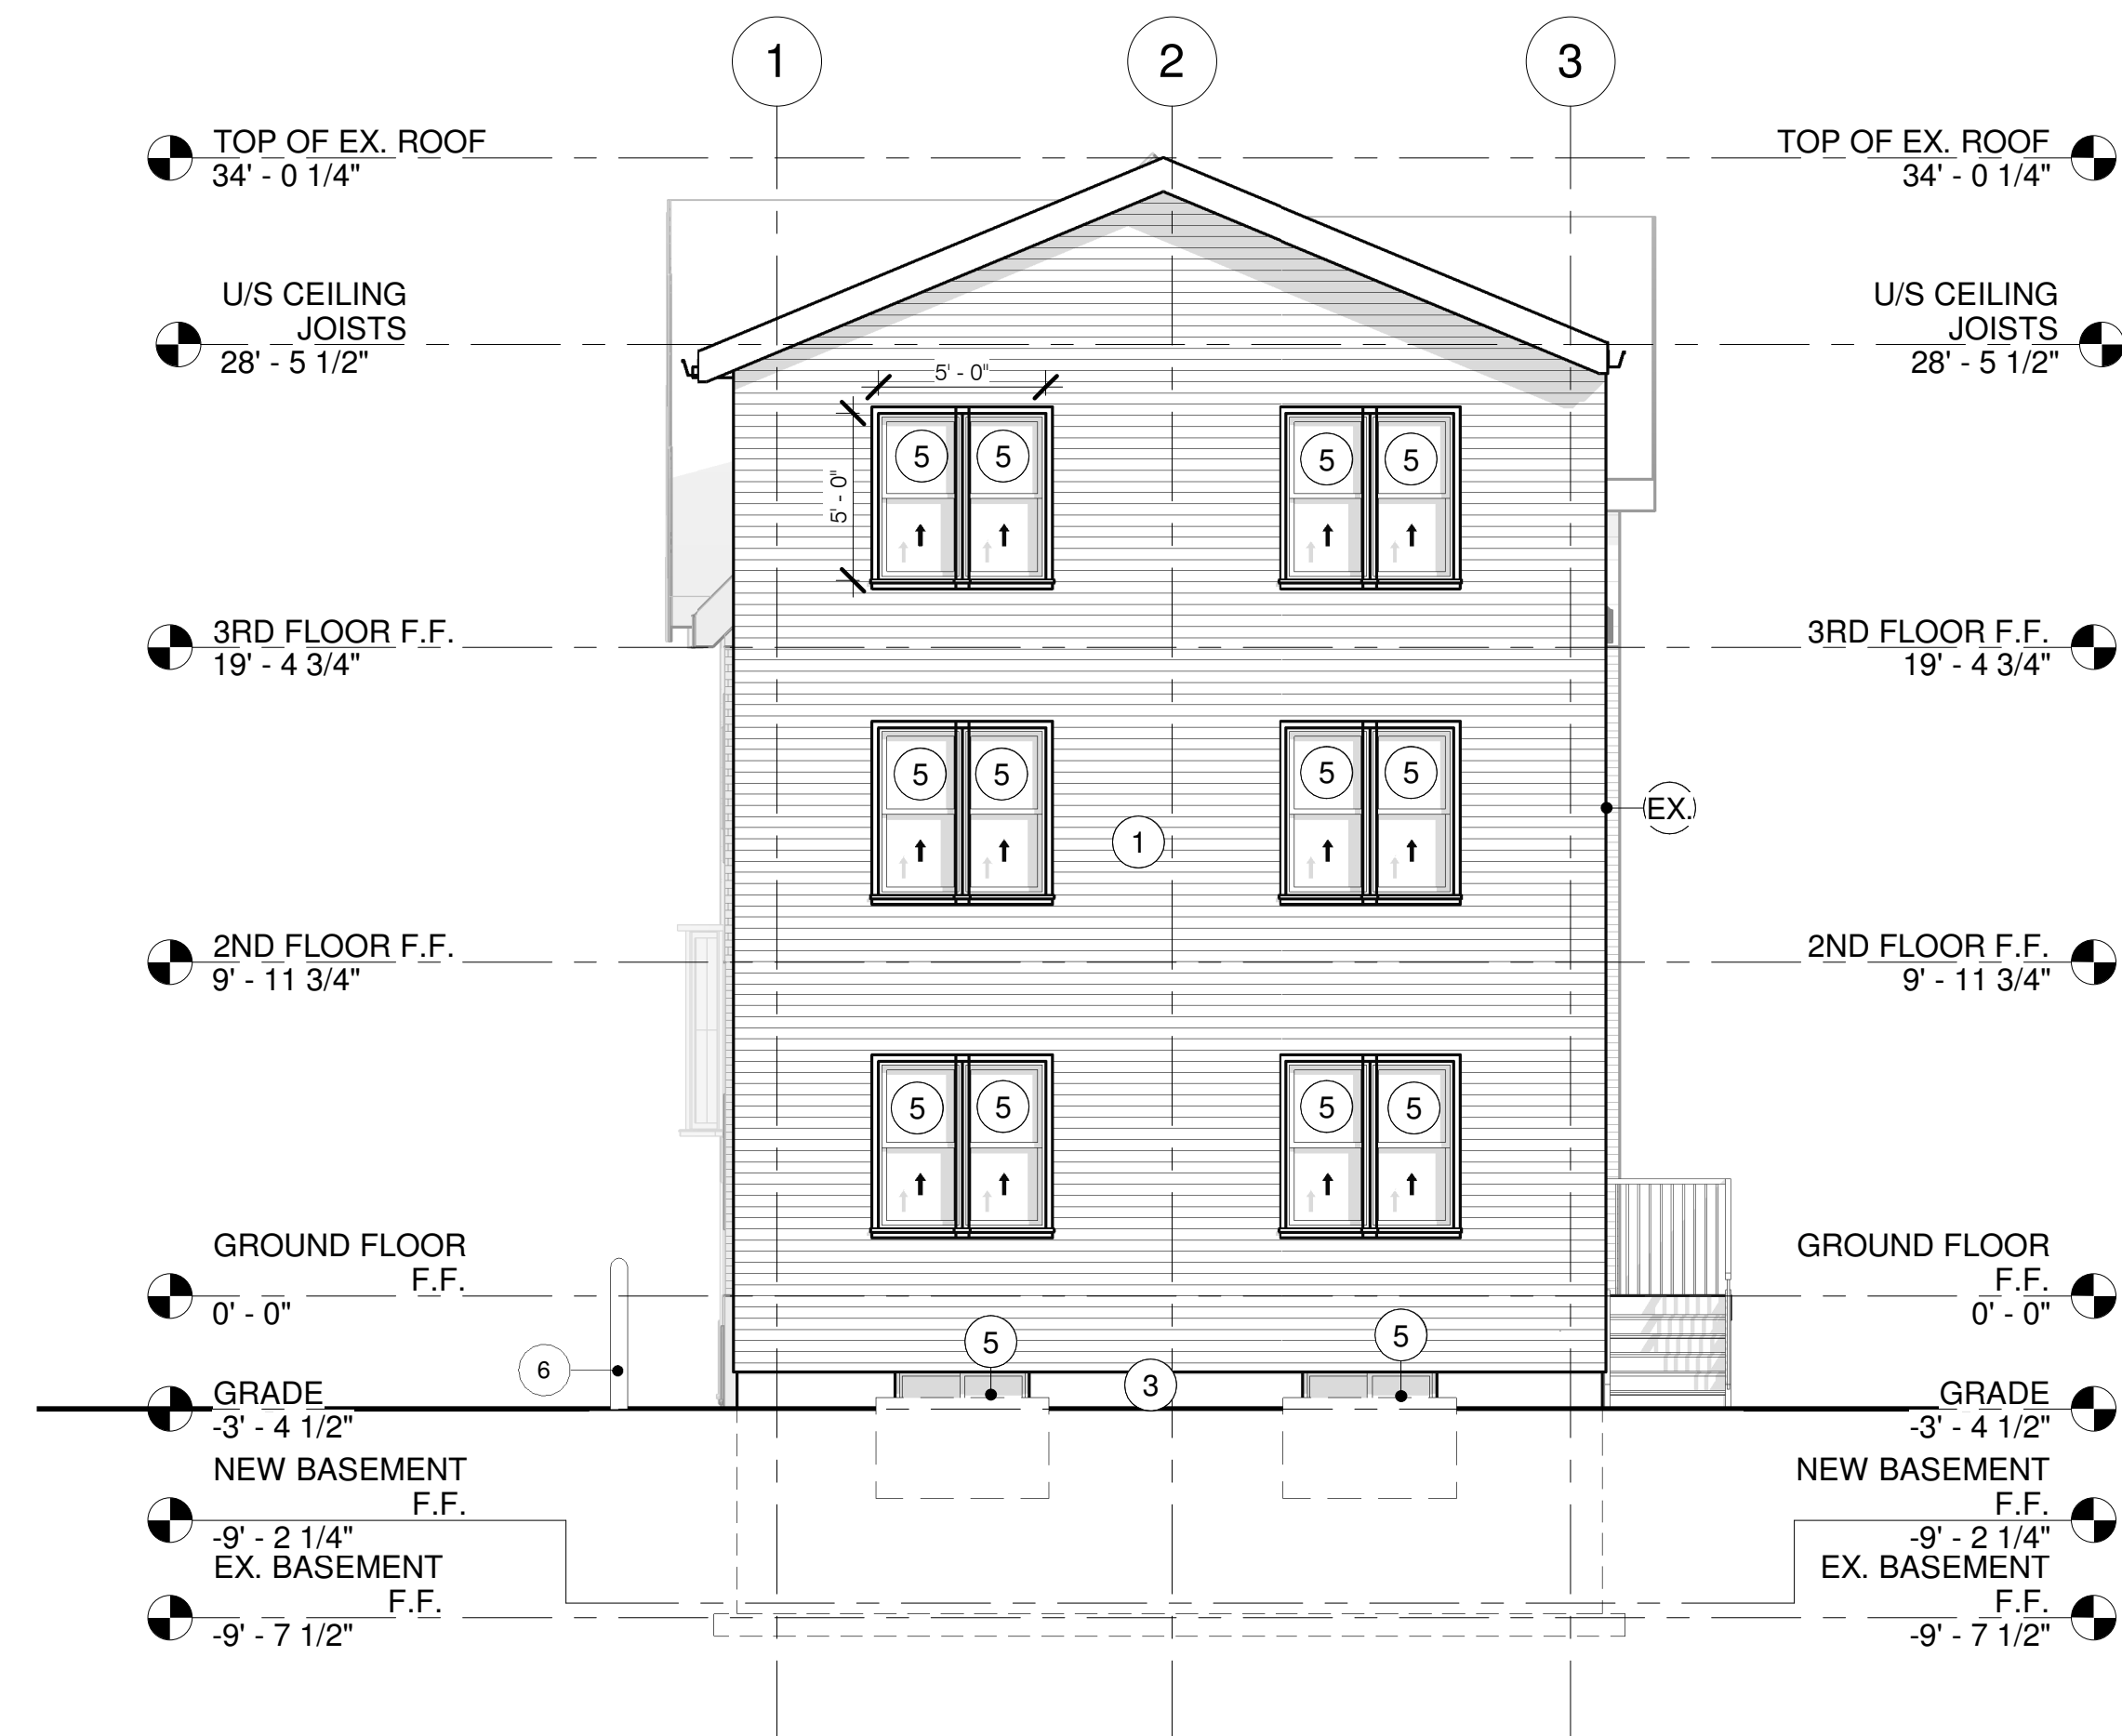 1
2
3
TOP OF EX. ROOF
34' - 0 1/4"
TOP OF EX. ROOF
34' - 0 1/4"
U/S CEILING
JOISTS
28' - 5 1/2"
U/S CEILING
JOISTS
28' - 5 1/2"
5' - 0"
5' - 0"
5
5
5
5
3RD FLOOR F.F.
19' - 4 3/4"
3RD FLOOR F.F.
19' - 4 3/4"
5
5
5
5
1
EX.
2ND FLOOR F.F.
9' - 11 3/4"
2ND FLOOR F.F.
9' - 11 3/4"
5
5
5
5
GROUND FLOOR
F.F.
0' - 0"
GROUND FLOOR
F.F.
0' - 0"
5
5
6
3
GRADE
-3' - 4 1/2"
GRADE
-3' - 4 1/2"
NEW BASEMENT
F.F.
-9' - 2 1/4"
NEW BASEMENT
F.F.
-9' - 2 1/4"
EX. BASEMENT
F.F.
-9' - 7 1/2"
EX. BASEMENT
F.F.
-9' - 7 1/2"